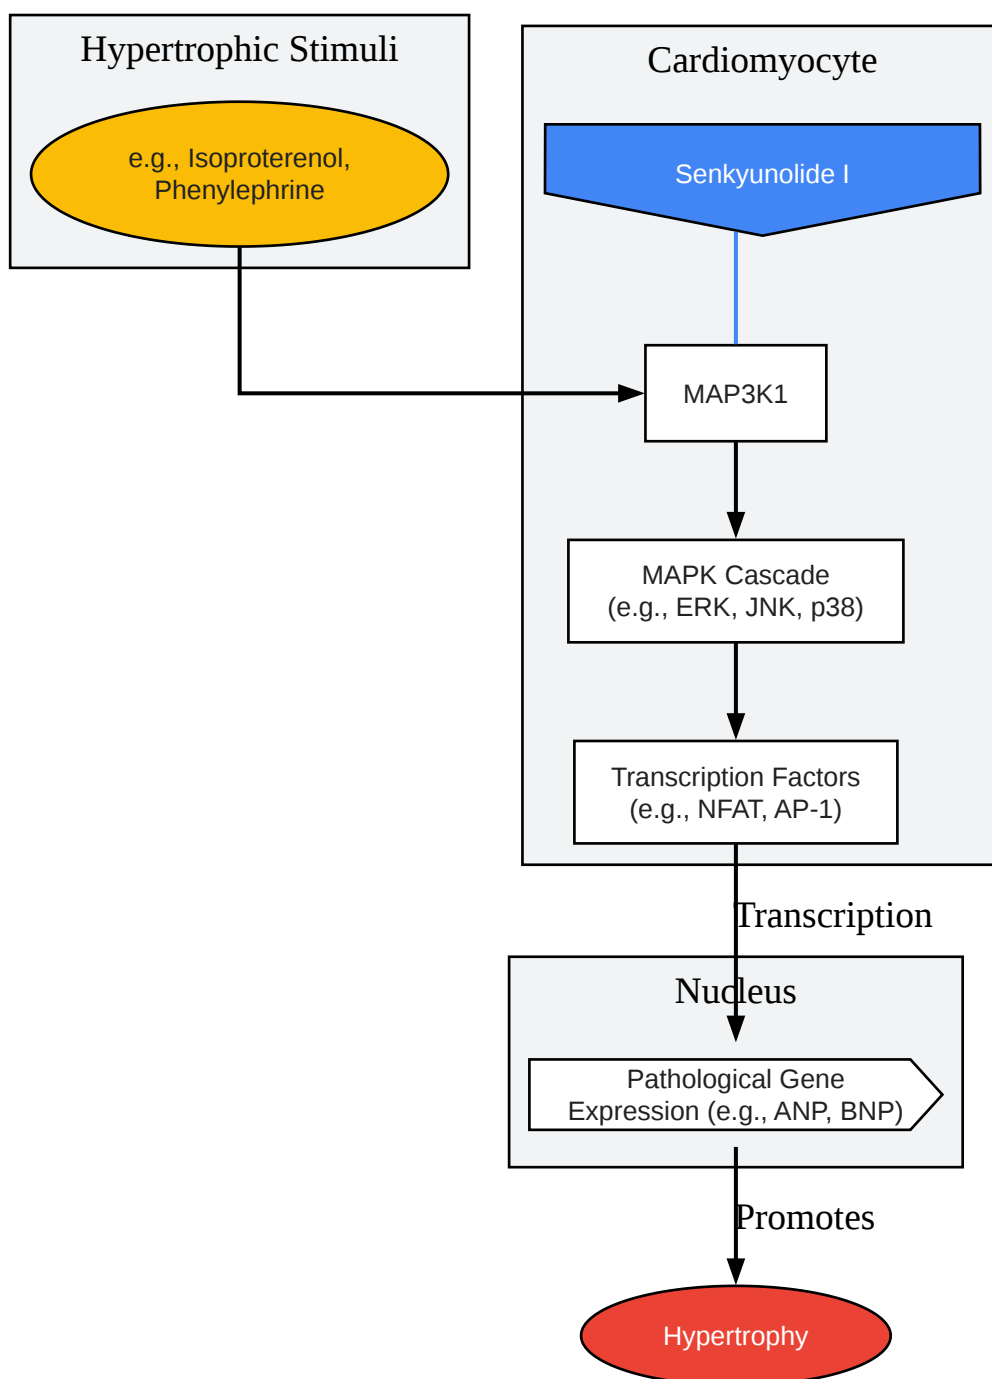 Hypertrophic Stimuli
e.g., Isoproterenol,
Phenylephrine
Cardiomyocyte
Senkyunolide I
MAP3K1
MAPK Cascade
(e.g., ERK, JNK, p38)
Transcription Factors
(e.g., NFAT, AP-1)
Transcription
Nucleus
Pathological Gene
Expression (e.g., ANP, BNP)
Promotes
Hypertrophy